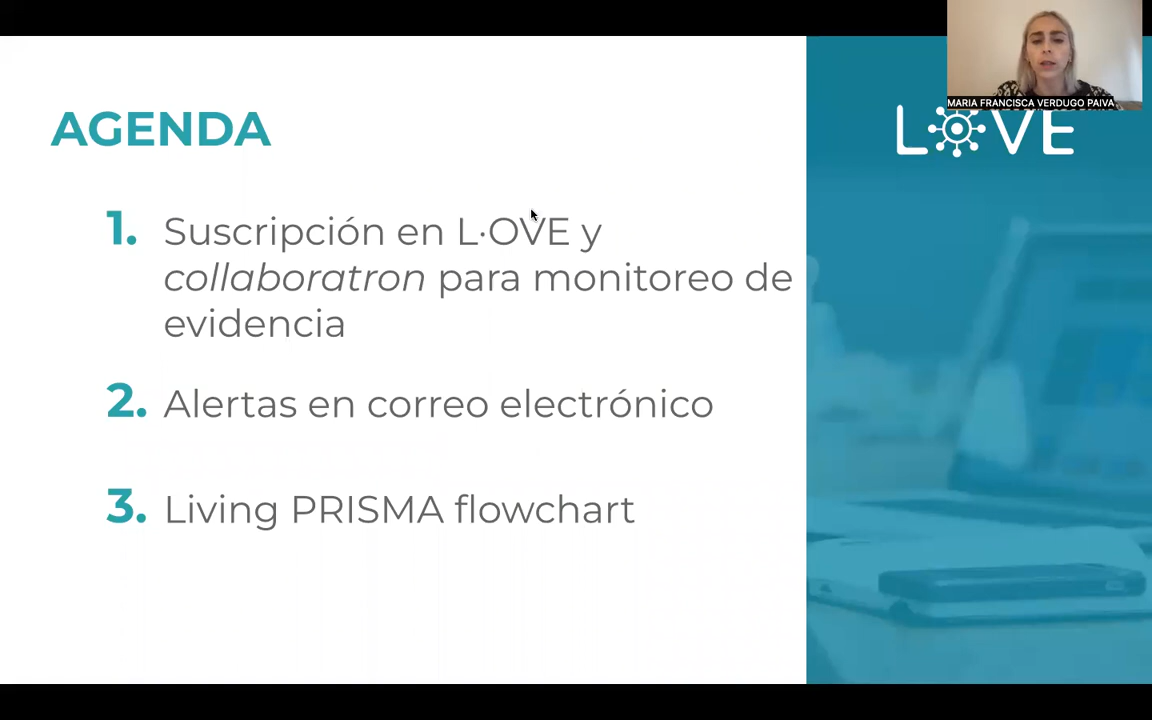 MARIA FRANCISCA VERDUGO PAIVA
LOVE
AGENDA
1. Suscripción en L·OVE y
collaboratron para monitoreo de
evidencia
2. Alertas en correo electrónico
3. Living PRISMA flowchart